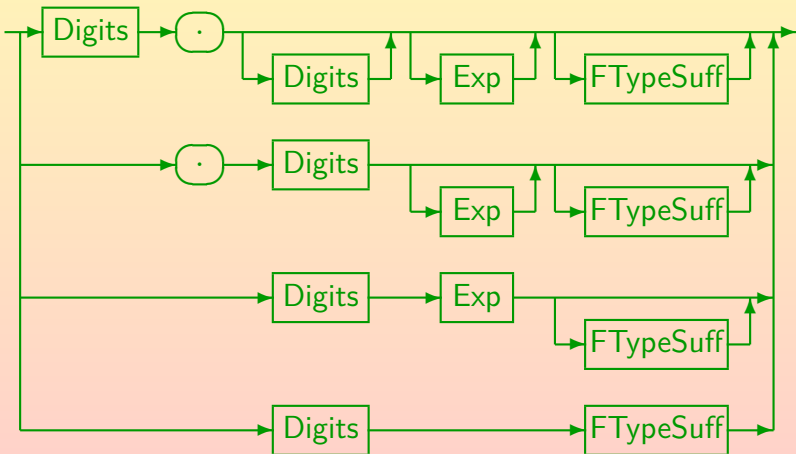 Digits .
Digits Exp FTypeSuff
. Digits
Exp FTypeSuff
Digits Exp
FTypeSuff
Digits FTypeSuff